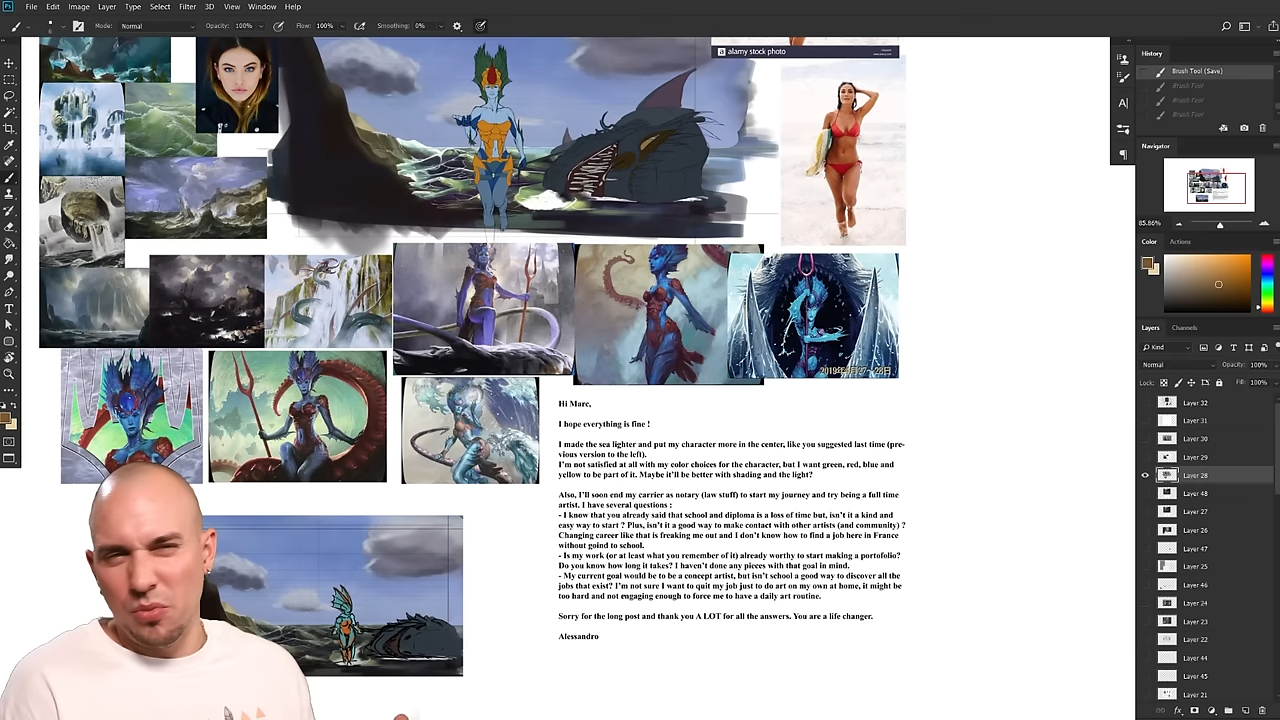 Ps File Edit Image Layer Type Select Filter 3D View Window Help
Mode: Normal Opacity: 100% Flow: 100% Smoothing: 0%
a alamy stock photo
Hi Marc,
I hope everything is fine !
I made the sea lighter and put my character more in the center, like you suggested last time (pre-
vious version to the left).
I'm not satisfied at all with my color choices for the character, but I want green, red, blue and
yellow to be part of it. Maybe it'll be better with shading and the light?
Also, I'll soon end my carrier as notary (law stuff) to start my journey and try being a full time
artist. I have several questions :
- I know that you already said that school and diploma is a loss of time but, isn't it a kind and
easy way to start ? Plus, isn't it a good way to make contact with other artists (and community) ?
Changing career like that is freaking me out and I don't know how to find a job here in France
without goind to school.
- Is my work (or at least what you remember of it) already worthy to start making a portofolio?
Do you know how long it takes? I haven't done any pieces with that goal in mind.
- My current goal would be to be a concept artist, but isn't school a good way to discover all the
jobs that exist? I'm not sure I want to quit my job just to do art on my own at home, it might be
too hard and not engaging enough to force me to have a daily art routine.
Sorry for the long post and thank you A LOT for all the answers. You are a life changer.
Alessandro
History
Brush Tool (Save)
Brush Tool
Brush Tool
Navigator
85.86%
Color Actions
Layers Channels
Kind
Normal Opacity: 100%
Lock: Fill: 100%
Layer 32
Layer 31
Layer 30
Layer 29
Layer 28
Layer 48
Layer 27
Layer 26
Layer 47
Layer 25
Layer 46
Layer 24
Layer 23
Layer 22
Layer 44
Layer 45
Layer 21